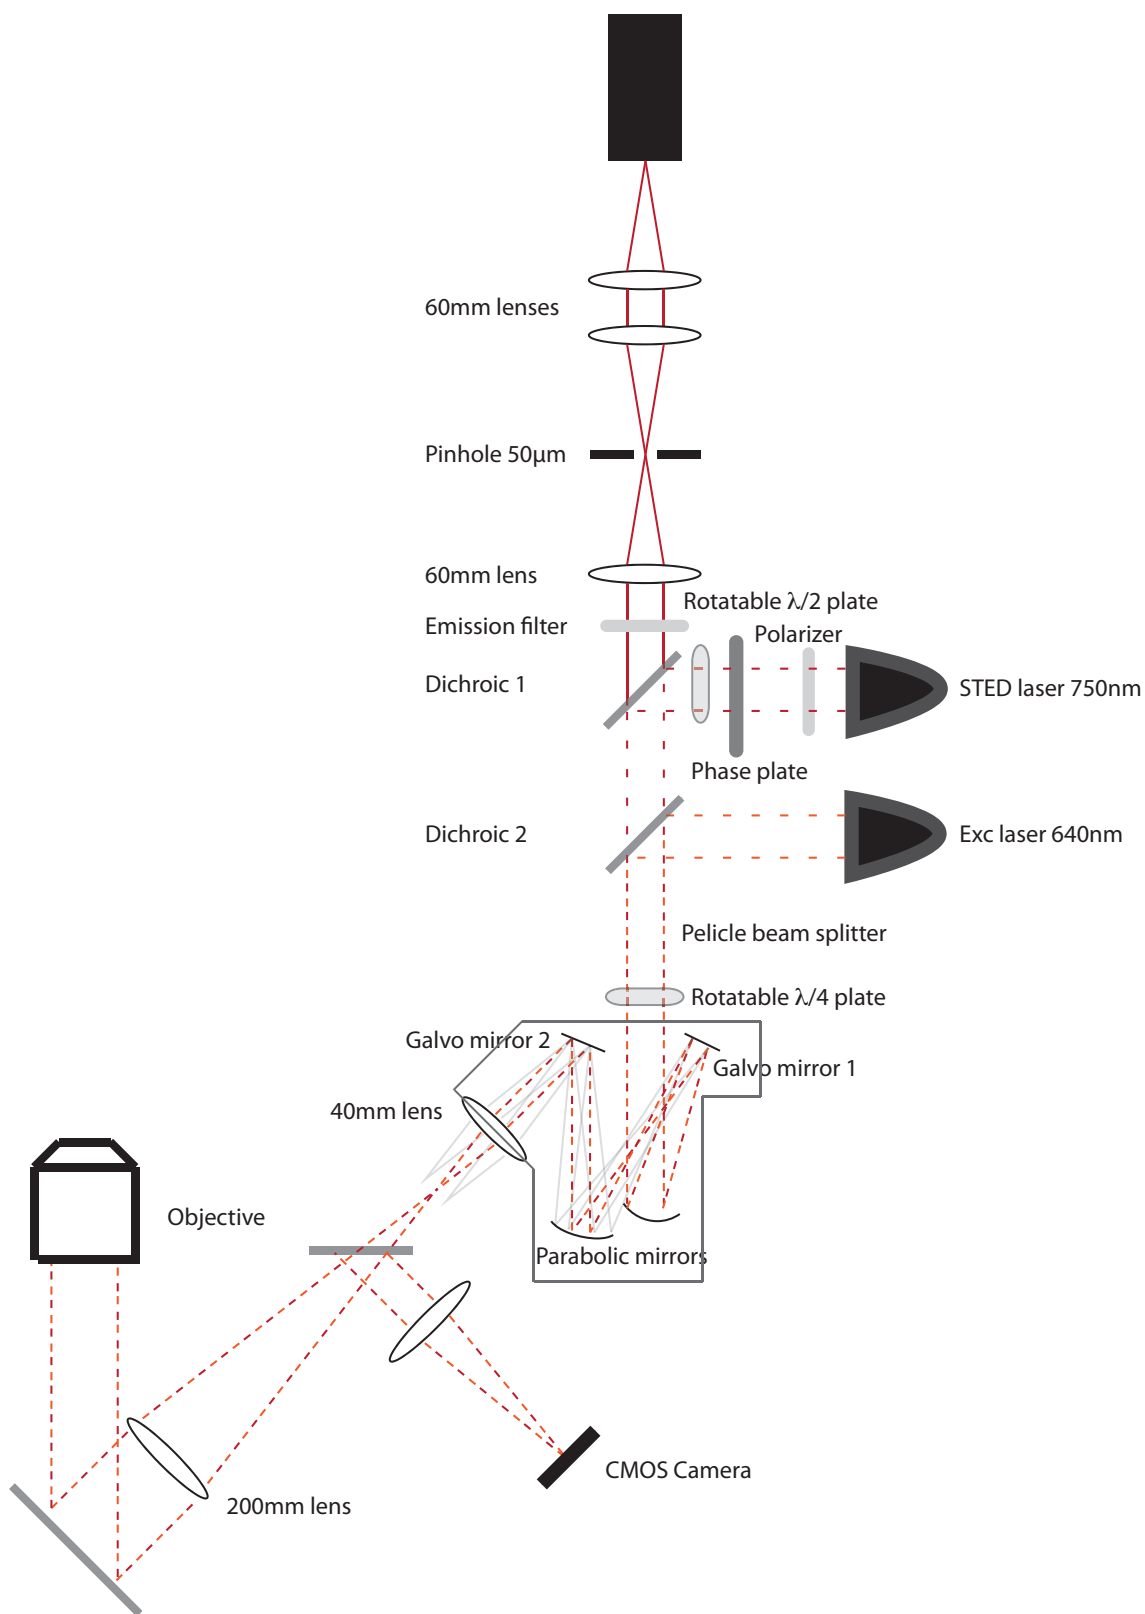 60mm lenses
Pinhole 50μm
60mm lens
Rotatable λ/2 plate
Emission filter
Polarizer
Dichroic 1
STED laser 750nm
Phase plate
Dichroic 2
Exc laser 640nm
Pelicle beam splitter
Rotatable λ/4 plate
Galvo mirror 2
Galvo mirror 1
40mm lens
Objective
Parabolic mirrors
CMOS Camera
200mm lens